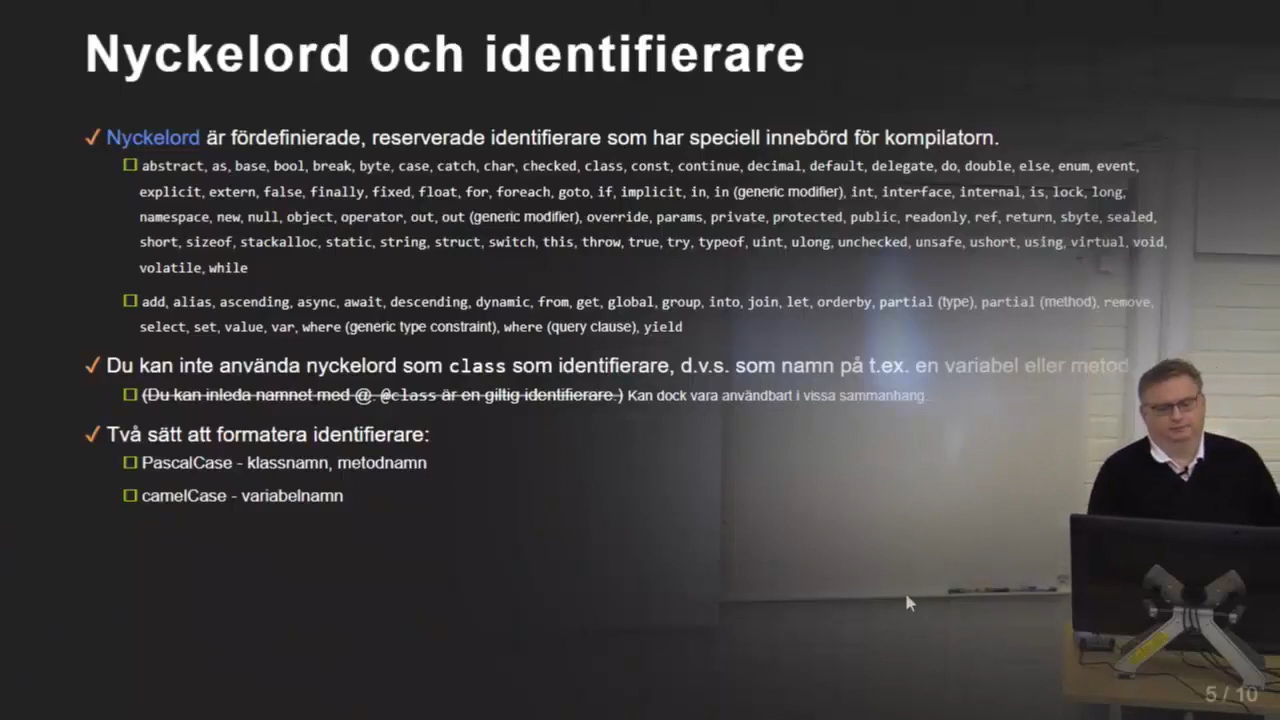 Nyckelord och identifierare
Nyckelord är fördefinierade, reserverade identifierare som har speciell innebörd för kompilatorn.
abstract, as, base, bool, break, byte, case, catch, char, checked, class, const, continue, decimal, default, delegate, do, double, else, enum, event,
explicit, extern, false, finally, fixed, float, for, foreach, goto, if, implicit, in, in (generic modifier), int, interface, internal, is, lock, long,
namespace, new, null, object, operator, out, out (generic modifier), override, params, private, protected, public, readonly, ref, return, sbyte, sealed,
short, sizeof, stackalloc, static, string, struct, switch, this, throw, true, try, typeof, uint, ulong, unchecked, unsafe, ushort, using, virtual, void,
volatile, while
add, alias, ascending, async, await, descending, dynamic, from, get, global, group, into, join, let, orderby, partial (type), partial (method), remove,
select, set, value, var, where (generic type constraint), where (query clause), yield
Du kan inte använda nyckelord som class som identifierare, d.v.s. som namn på t.ex. en variabel eller metod.
(Du kan inleda namnet med @. @class är en giltig identifierare.) Kan dock vara användbart i vissa sammanhang...
Två sätt att formatera identifierare:
PascalCase - klassnamn, metodnamn
camelCase - variabelnamn
5 / 10